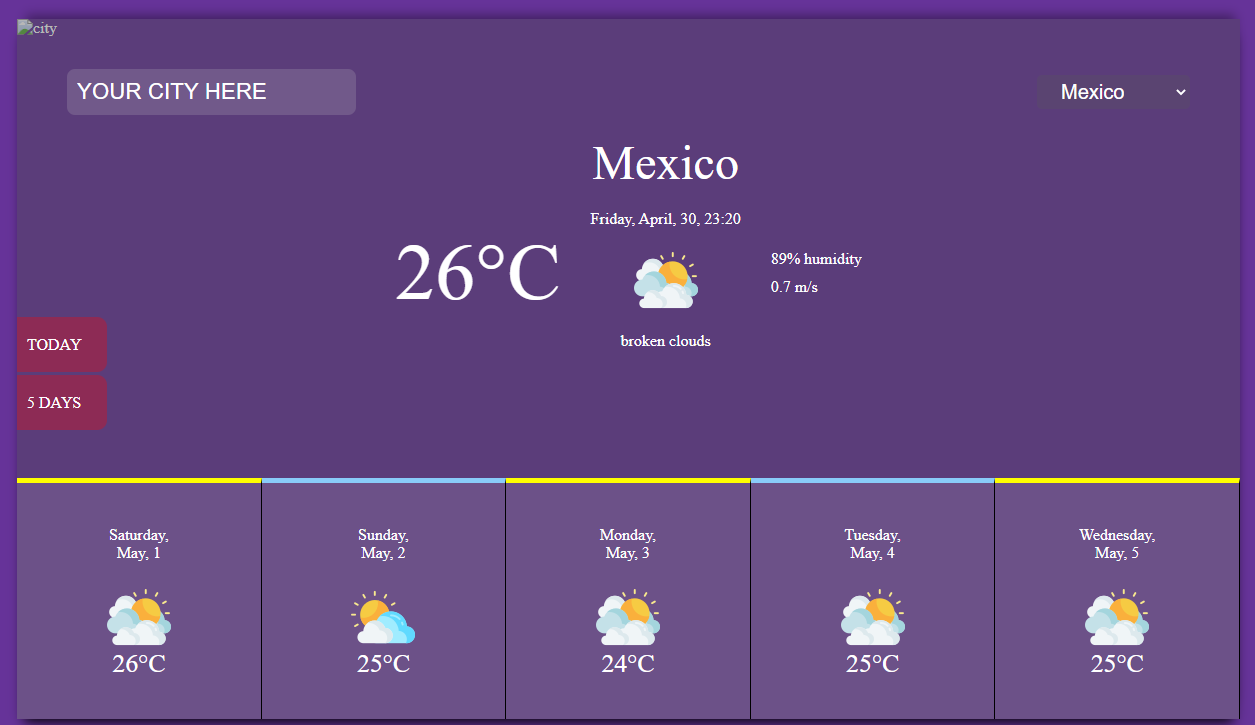 city
YOUR CITY HERE
Mexico
Mexico
Friday, April, 30, 23:20
26°C
89% humidity
0.7 m/s
broken clouds
TODAY
5 DAYS
Saturday,
May, 1
26°C
Sunday,
May, 2
25°C
Monday,
May, 3
24°C
Tuesday,
May, 4
25°C
Wednesday,
May, 5
25°C